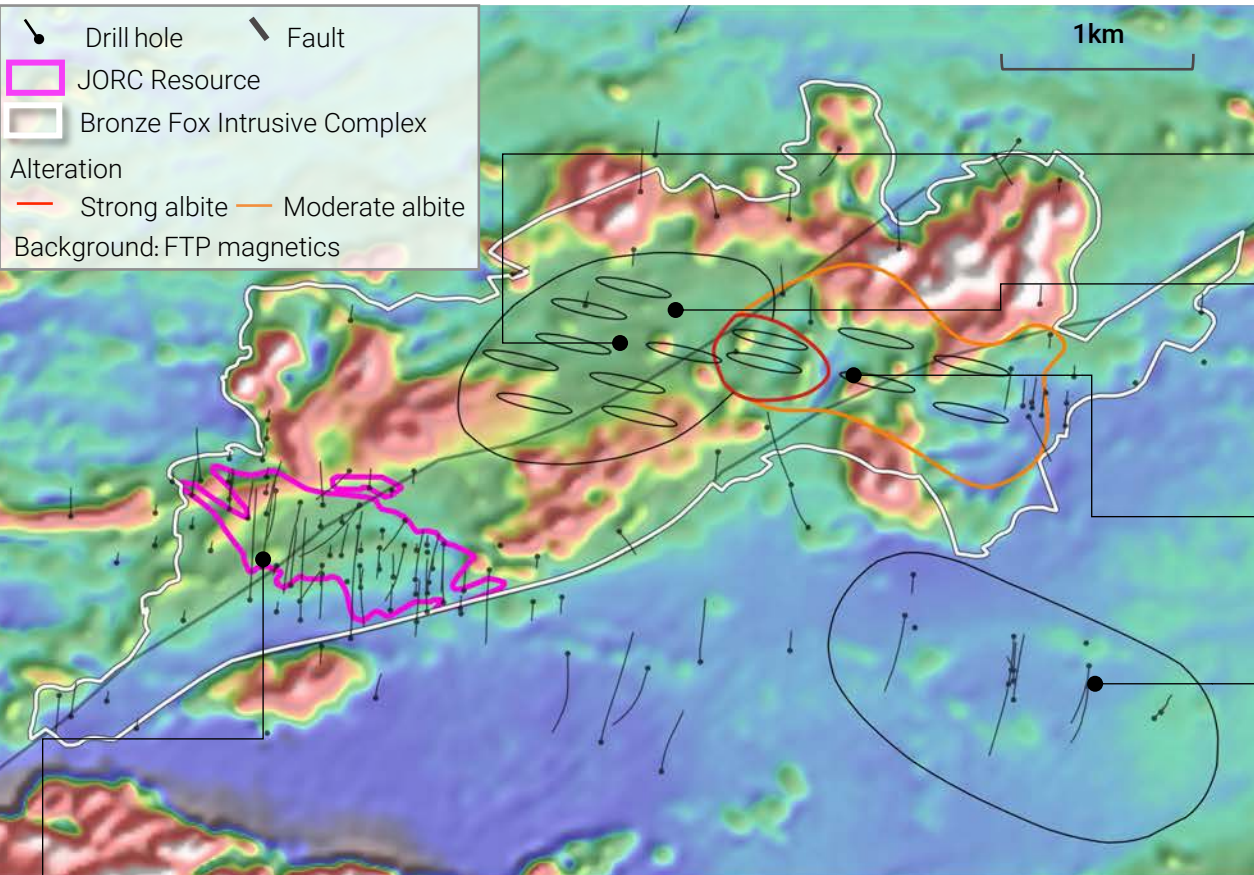 Drill hole
Fault
1km
JORC Resource
Bronze Fox Intrusive Complex
Alteration
Strong albite
Moderate albite
Background: FTP magnetics